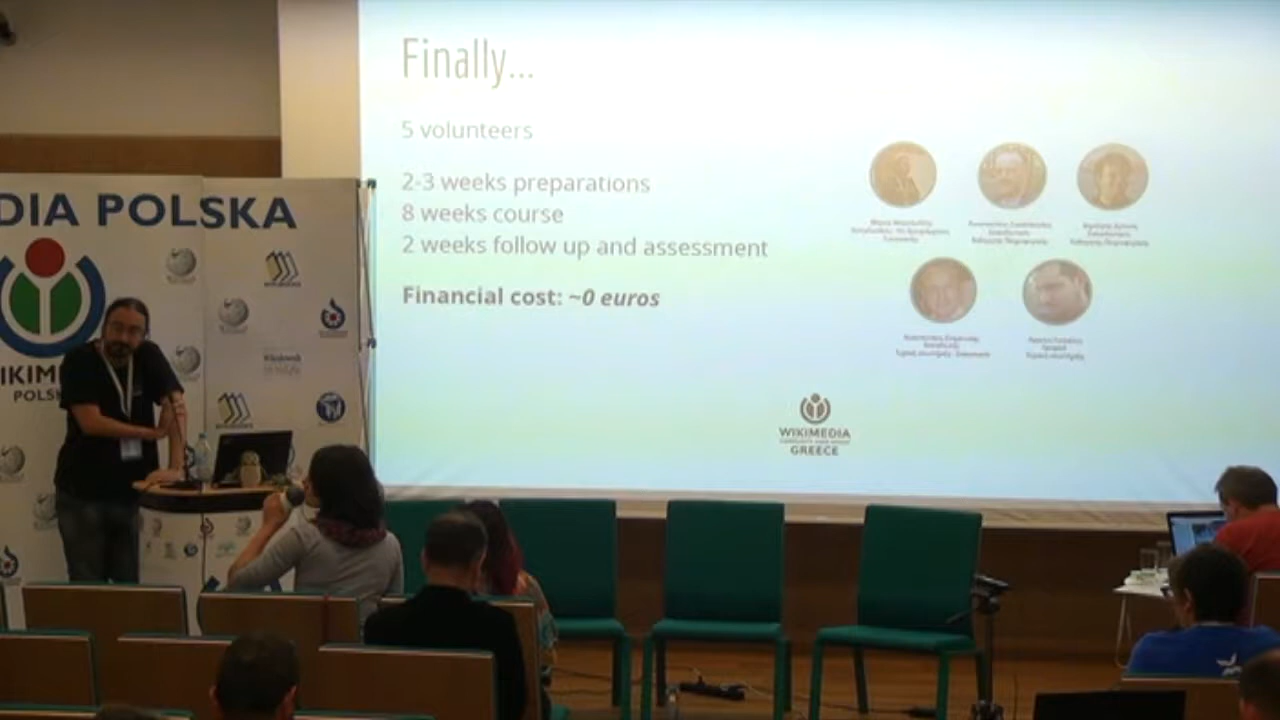 Finally...
5 volunteers
2-3 weeks preparations
8 weeks course
2 weeks follow up and assessment
Financial cost: ~0 euros
WIKIMEDIA
GREECE
DIA POLSKA
IKIM
POLS